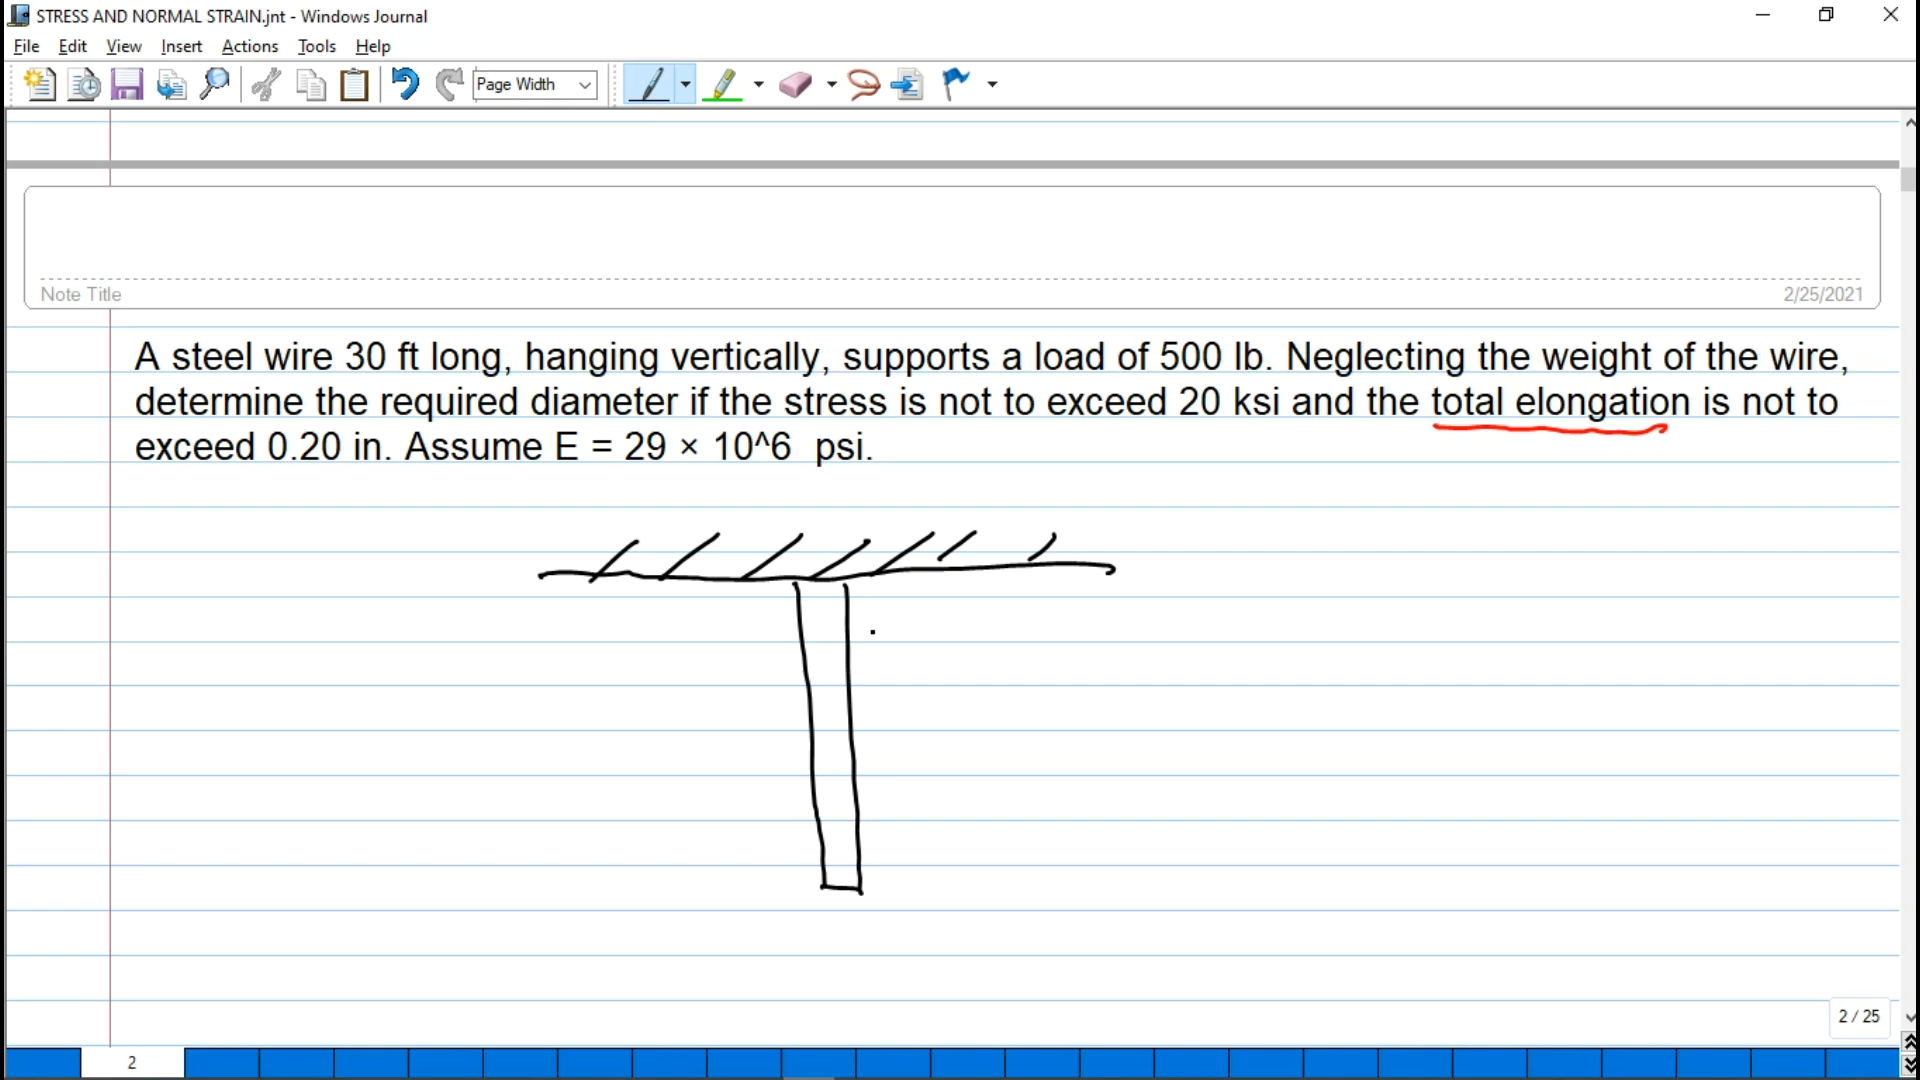 STRESS AND NORMAL STRAIN.jnt - Windows Journal
File Edit View Insert Actions Tools Help
Page Width
Note Title
2/25/2021
A steel wire 30 ft long, hanging vertically, supports a load of 500 lb. Neglecting the weight of the wire,
determine the required diameter if the stress is not to exceed 20 ksi and the total elongation is not to
exceed 0.20 in. Assume E = 29 × 10^6 psi.
2 / 25
2